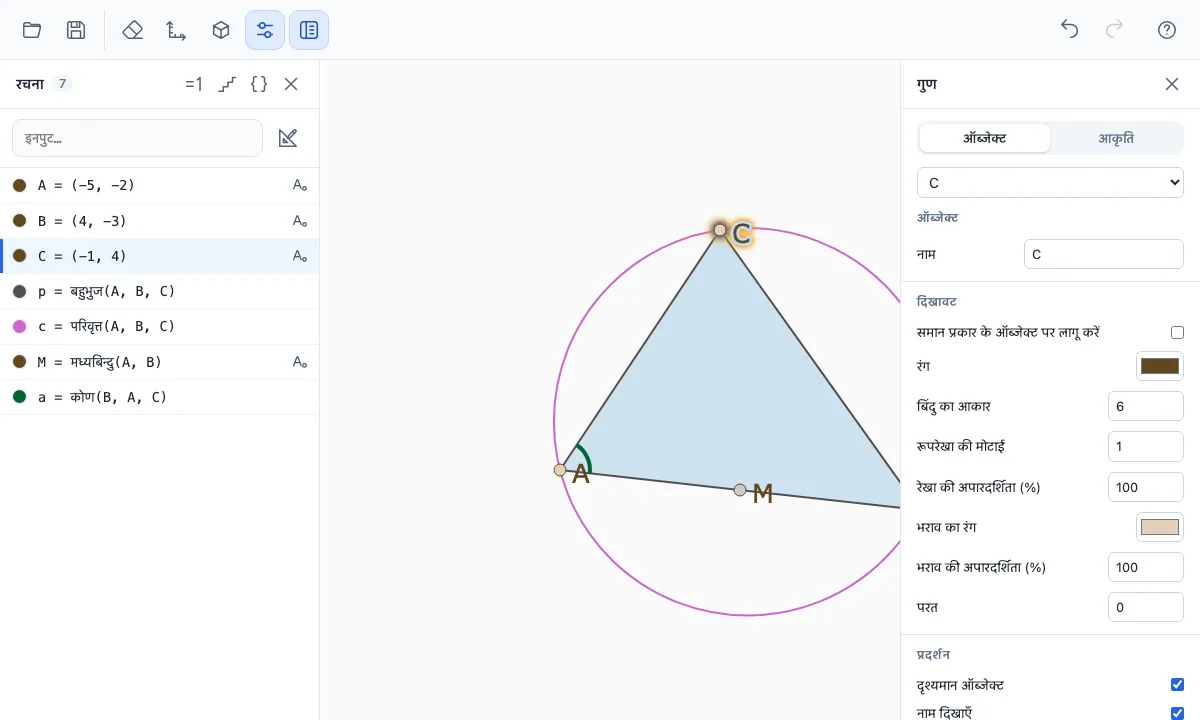 रचना 7
=1
{ }
इनपुट…
A = (−5, −2)
B = (4, −3)
C = (−1, 4)
p = बहुभुज(A, B, C)
c = परिवृत्त(A, B, C)
M = मध्यबिन्दु(A, B)
a = कोण(B, A, C)
C
A
M
गुण
ऑब्जेक्ट आकृति
C
ऑब्जेक्ट
नाम C
दिखावट
समान प्रकार के ऑब्जेक्ट पर लागू करें
रंग
बिंदु का आकार 6
रूपरेखा की मोटाई 1
रेखा की अपारदर्शिता (%) 100
भराव का रंग
भराव की अपारदर्शिता (%) 100
परत 0
प्रदर्शन
दृश्यमान ऑब्जेक्ट
नाम दिखाएँ